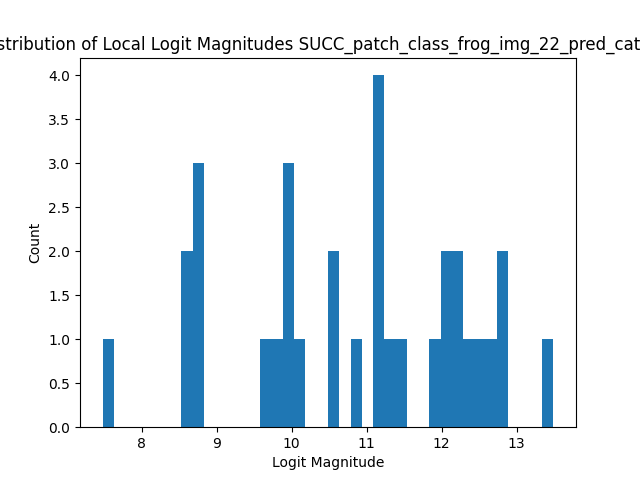 stribution of Local Logit Magnitudes SUCC_patch_class_frog_img_22_pred_cat
4.0
3.5
3.0
2.5
2.0
1.5
1.0
0.5
0.0
Count
8 9 10 11 12 13
Logit Magnitude